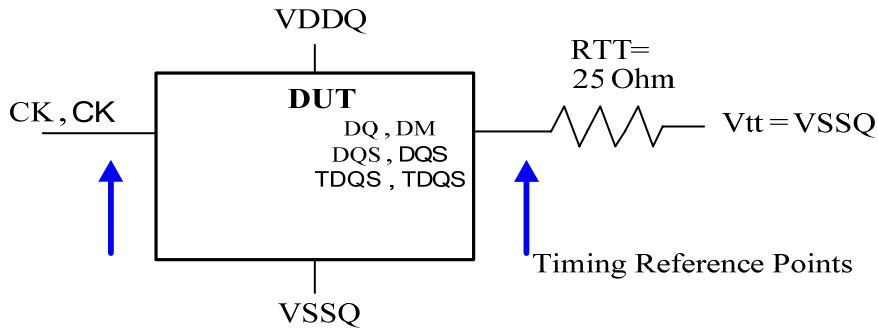 VDDQ
CK , CK
DUT
DQ , DM
DQS , DQS
TDQS , TDQS
RTT=
25 Ohm
Vtt = VSSQ
Timing Reference Points
VSSQ